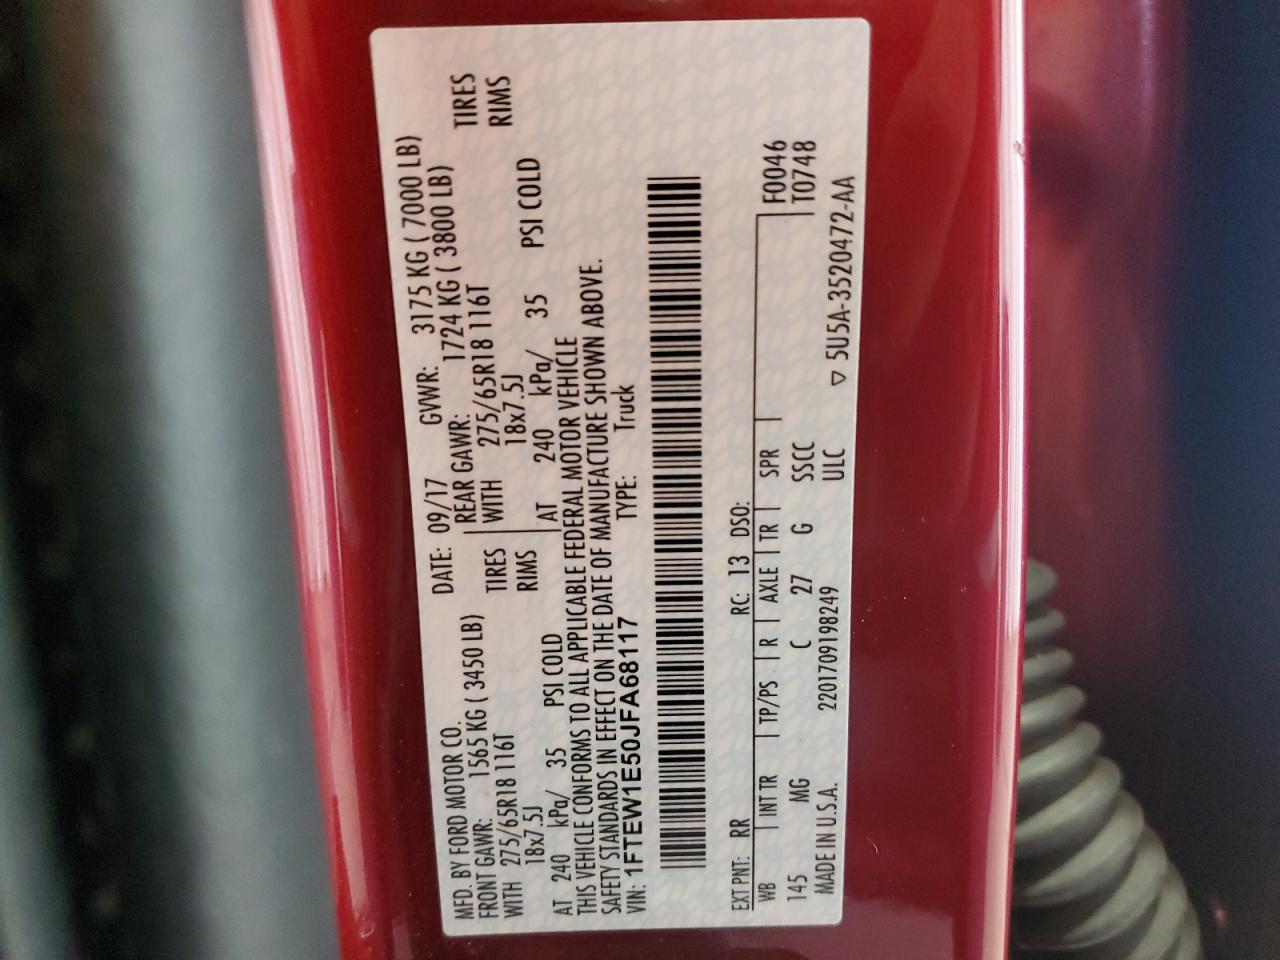 MFD. BY FORD MOTOR CO. DATE: 09/17 GVWR: 3175 KG ( 7000 LB)
FRONT GAWR: 1565 KG ( 3450 LB) REAR GAWR: 1724 KG ( 3800 LB)
WITH 275/65R18 116T TIRES WITH 275/65R18 116T TIRES
18x7.5J RIMS 18x7.5J RIMS
AT 240 kPa/ 35 PSI COLD AT 240 kPa/ 35 PSI COLD
THIS VEHICLE CONFORMS TO ALL APPLICABLE FEDERAL MOTOR VEHICLE
SAFETY STANDARDS IN EFFECT ON THE DATE OF MANUFACTURE SHOWN ABOVE.
VIN: 1FTEW1E50JFA68117 TYPE: Truck
EXT PNT: RR RC: 13 DSO: F0046
WB INT TR TP/PS R AXLE TR SPR T0748
145 MG C 27 G SSCC
MADE IN U.S.A. 2201709198249 ULC ▽ 5U5A-3520472-AA